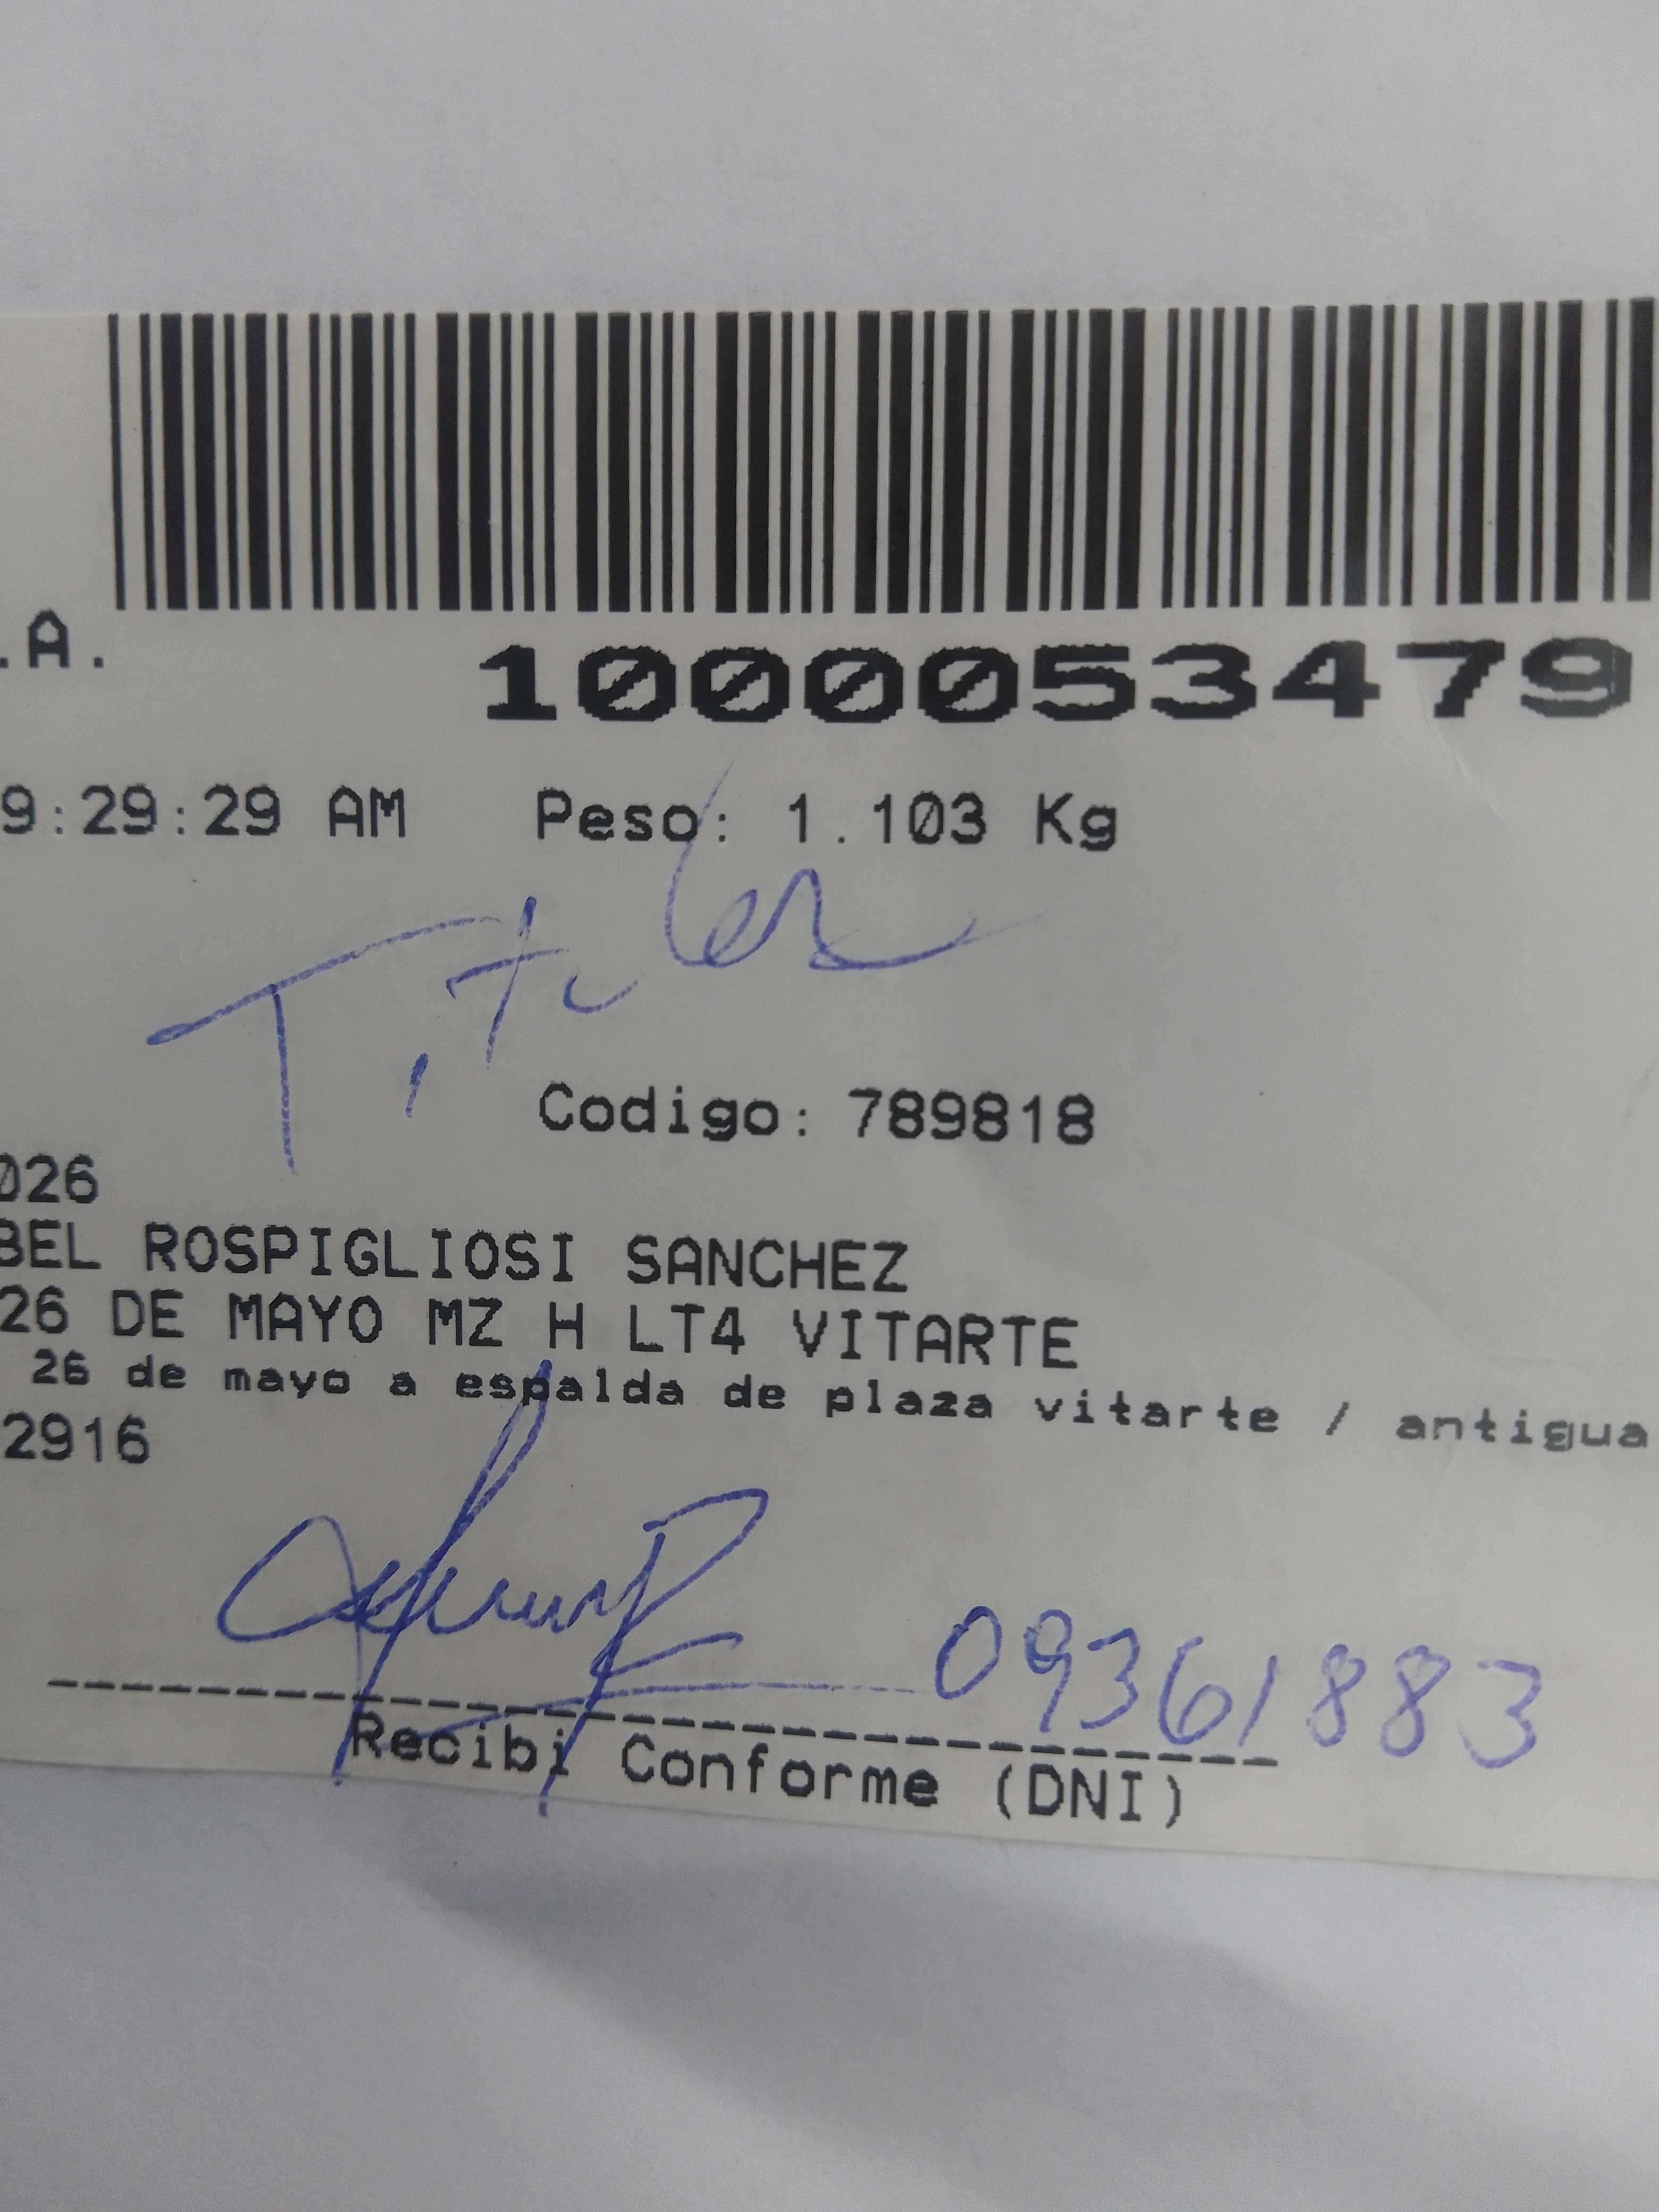 .A.
1000053479
9:29:29 AM Peso: 1.103 Kg
Titular
Codigo: 789818
026
BEL ROSPIGLIOSI SANCHEZ
26 DE MAYO MZ H LT4 VITARTE
26 de mayo a espalda de plaza vitarte / antigua
2916
09361883
Recibi Conforme (DNI)